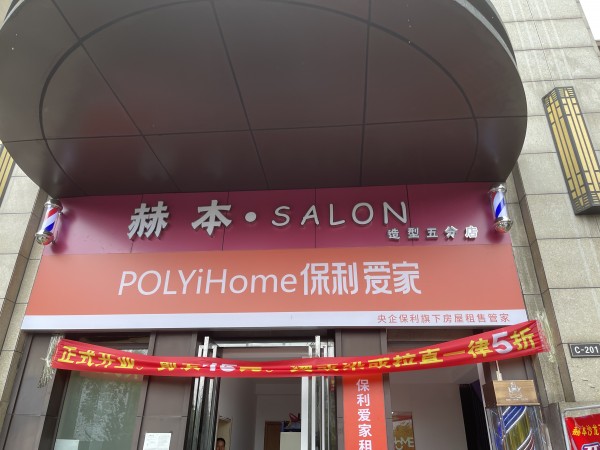 赫本·SALON
造型五分店
POLYiHome保利爱家
央企保利旗下房屋租售管家
正式开业 一律5折
C-201
保利爱家租